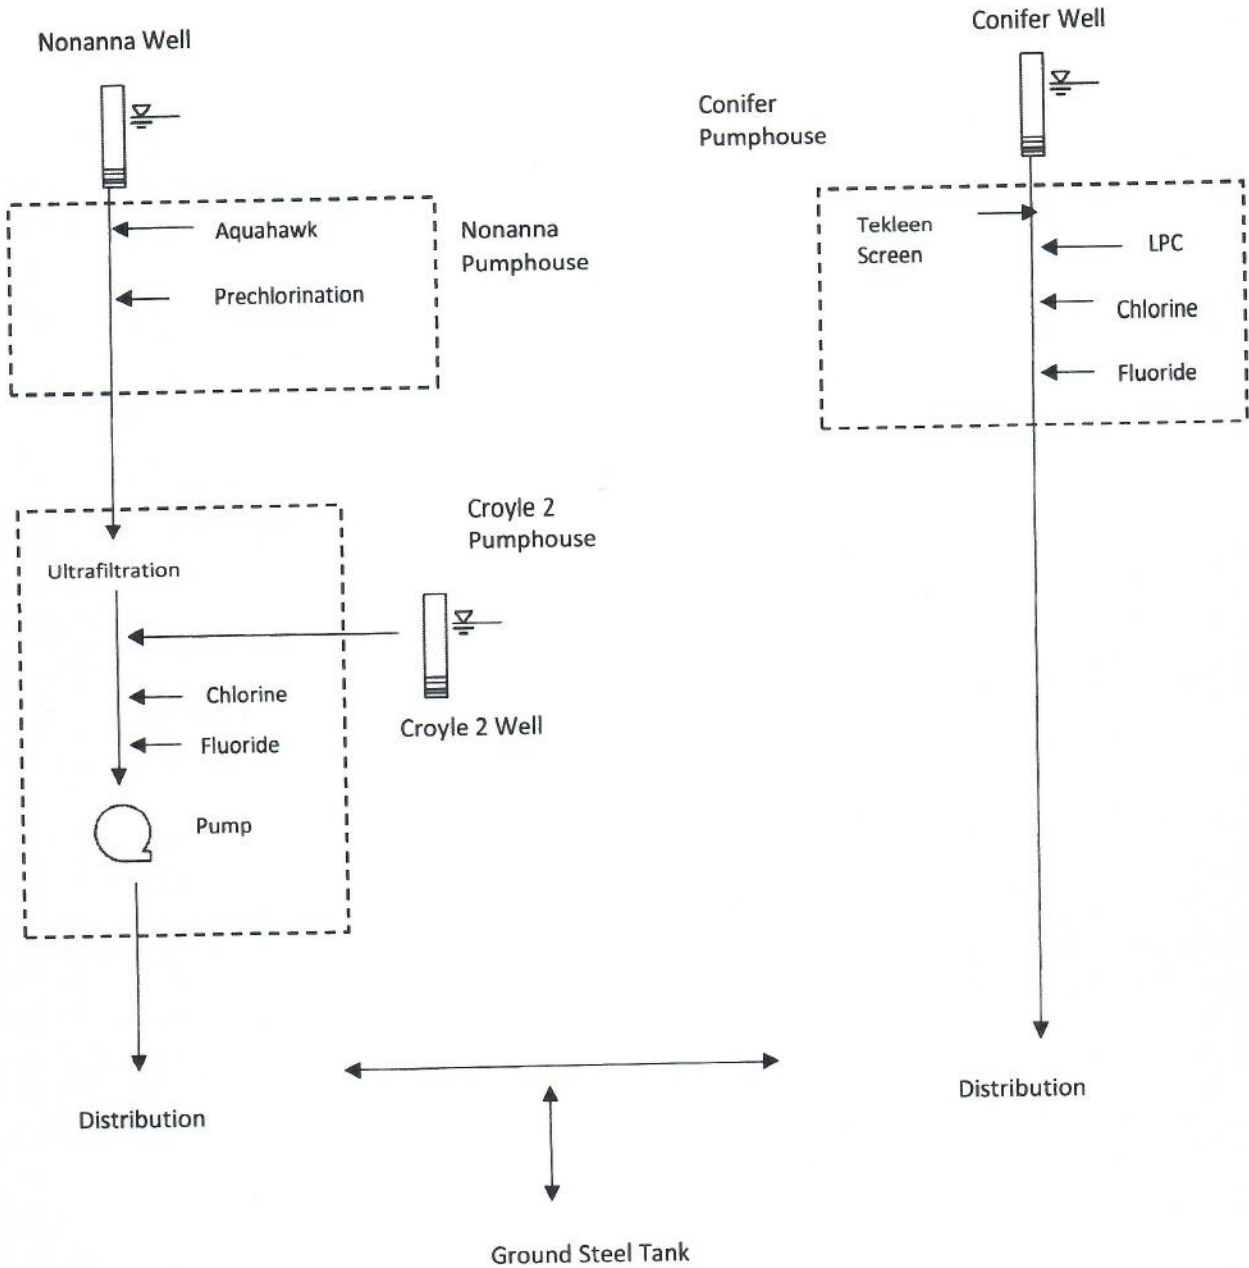 Nonanna Well
Conifer Well
Conifer
Pumphouse
Aquahawk
Prechlorination
Nonanna
Pumphouse
Tekleen
Screen
LPC
Chlorine
Fluoride
Croyle 2
Pumphouse
Ultrafiltration
Chlorine
Fluoride
Croyle 2 Well
Pump
Distribution
Distribution
Ground Steel Tank